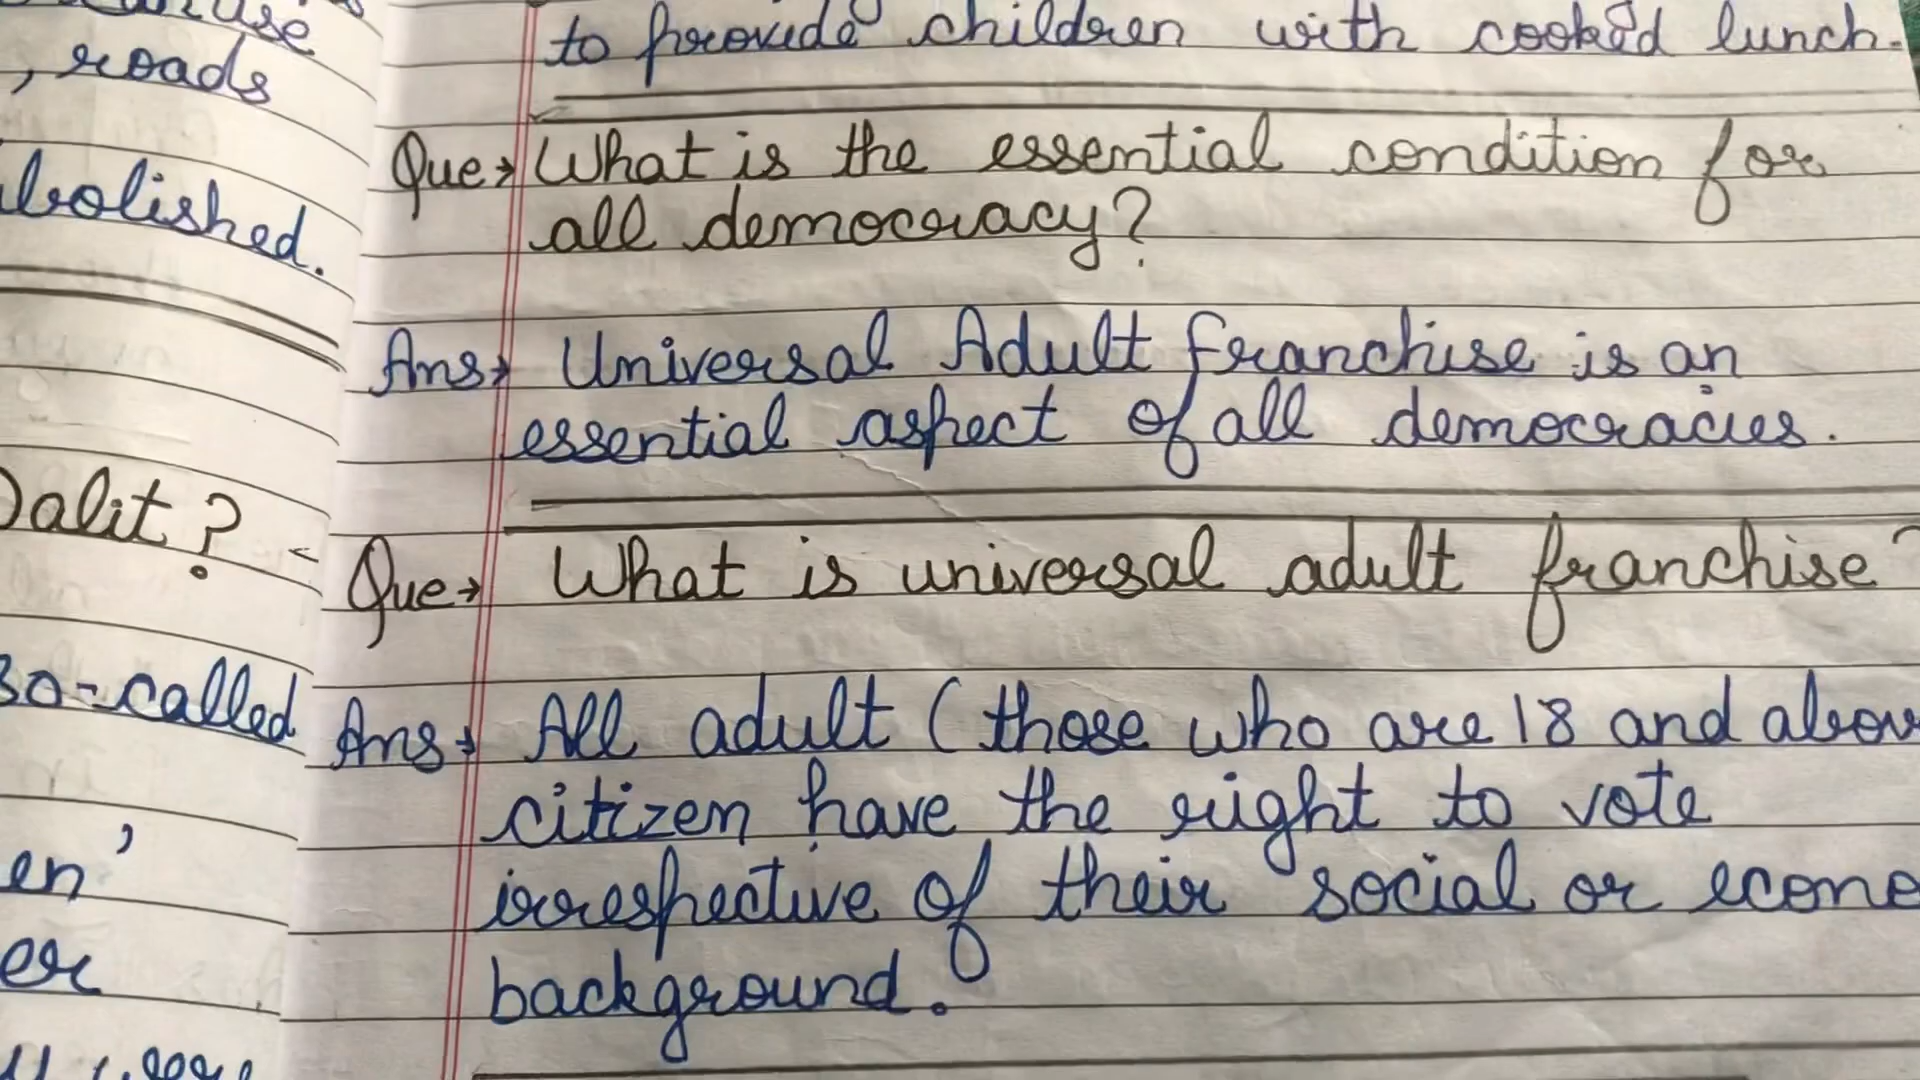 , roads
bolished.
Dalit?
so-called
en'
er
to provide children with cooked lunch.
Que→ What is the essential condition for
all democracy?
Ans→ Universal Adult franchise is an
essential aspect of all democracies.
Que→ What is universal adult franchise?
Ans→ All adult (those who are 18 and above
citizen have the right to vote
irrespective of their social or econo
background.